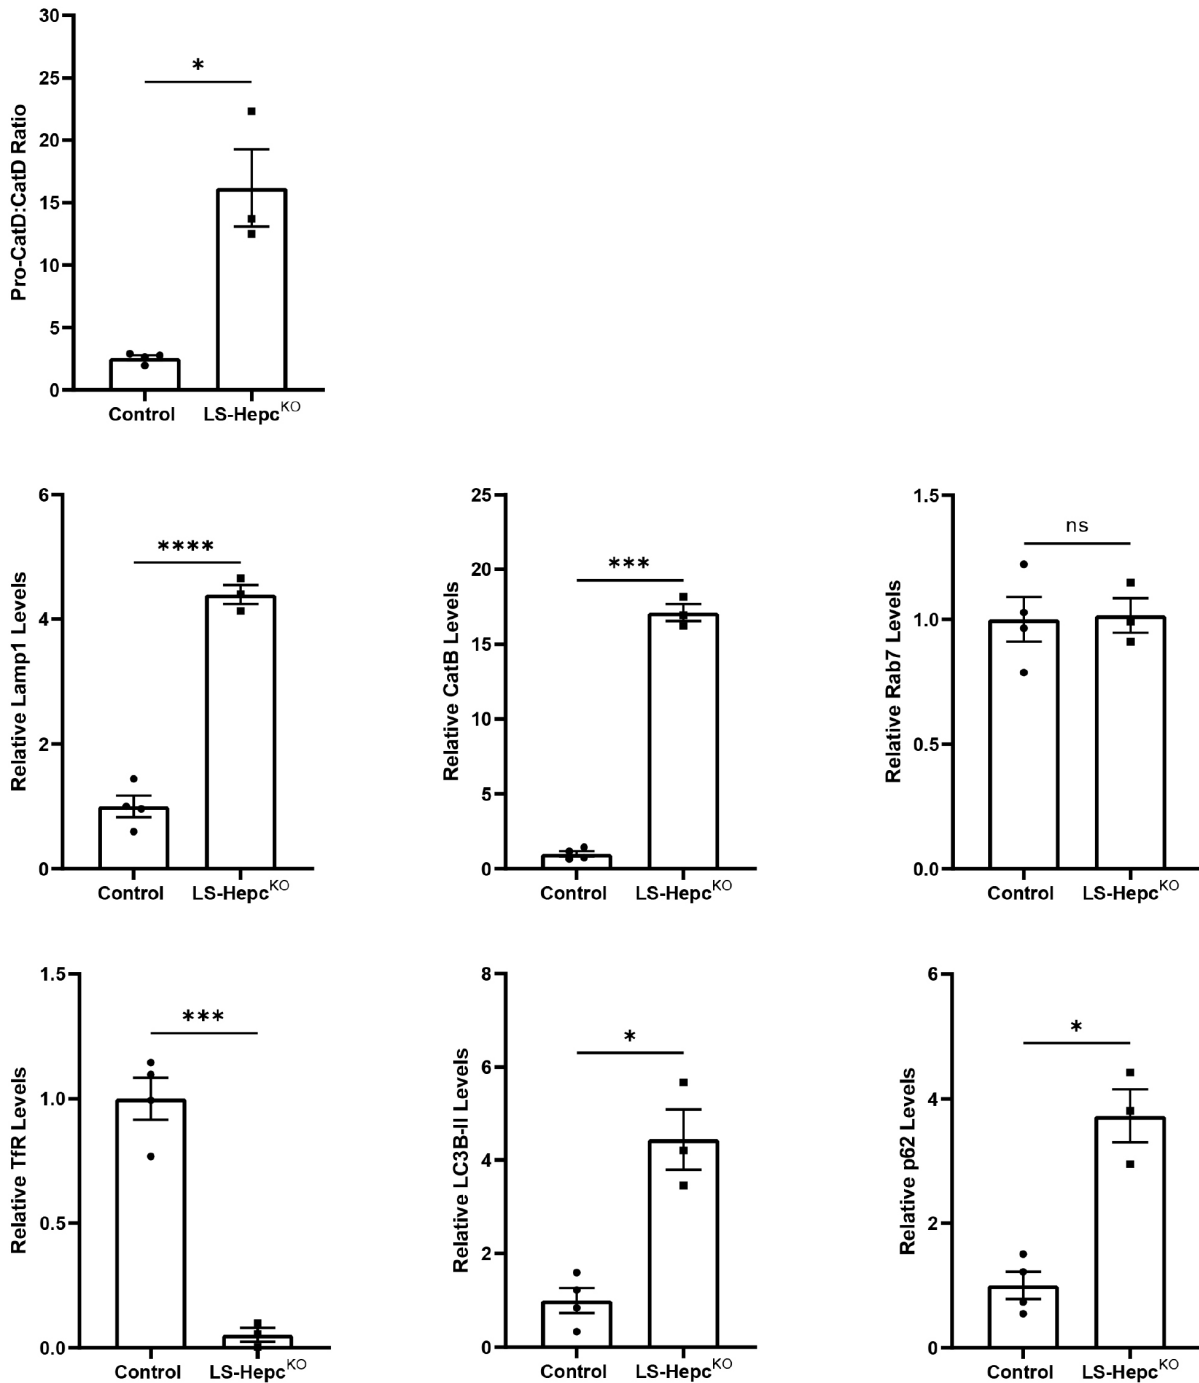 Pro-CatD:CatD Ratio
30
25
20
15
10
5
0
*
Control
LS-Hepc^KO
Relative Lamp1 Levels
6
4
2
0
****
Control
LS-Hepc^KO
Relative CatB Levels
25
20
15
10
5
0
***
Control
LS-Hepc^KO
Relative Rab7 Levels
1.5
1.0
0.5
0.0
ns
Control
LS-Hepc^KO
Relative TfR Levels
1.5
1.0
0.5
0.0
***
Control
LS-Hepc^KO
Relative LC3B-II Levels
8
6
4
2
0
*
Control
LS-Hepc^KO
Relative p62 Levels
6
4
2
0
*
Control
LS-Hepc^KO